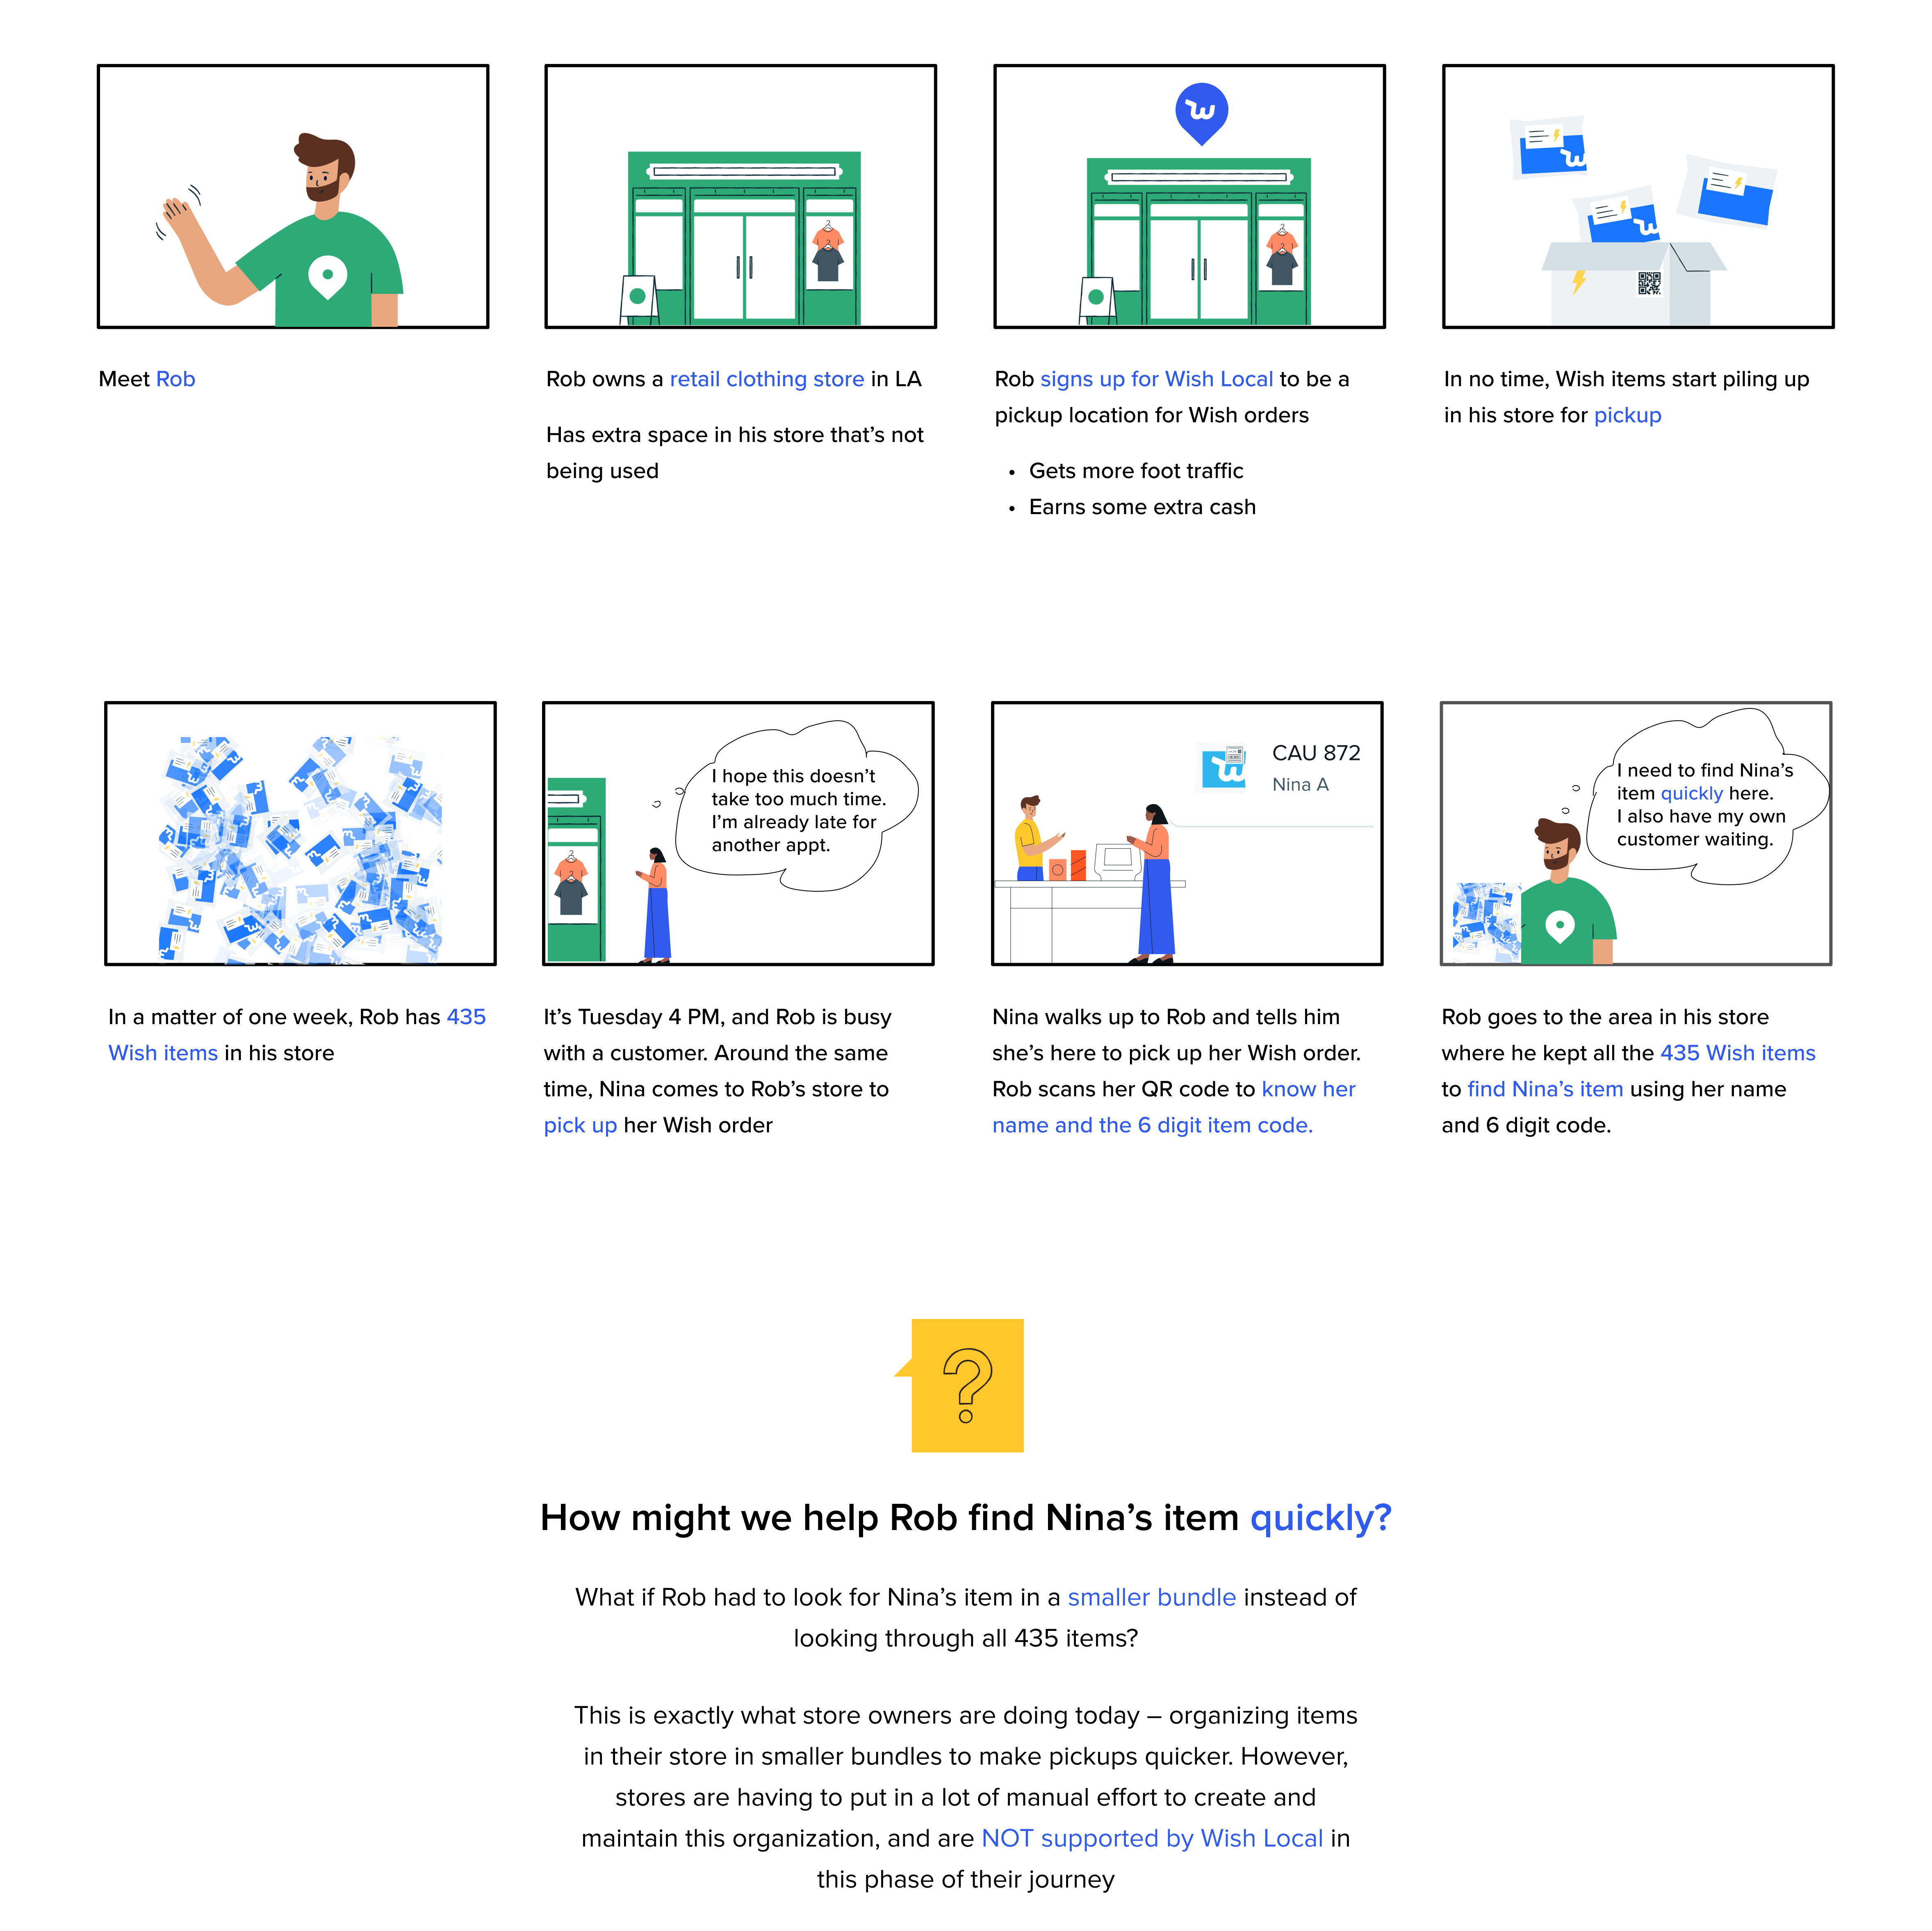 Meet Rob
Rob owns a retail clothing store in LA
Has extra space in his store that’s not
being used
Rob signs up for Wish Local to be a
pickup location for Wish orders
• Gets more foot traffic
• Earns some extra cash
In no time, Wish items start piling up
in his store for pickup
In a matter of one week, Rob has 435
Wish items in his store
I hope this doesn’t
take too much time.
I’m already late for
another appt.
It’s Tuesday 4 PM, and Rob is busy
with a customer. Around the same
time, Nina comes to Rob’s store to
pick up her Wish order
CAU 872
Nina A
Nina walks up to Rob and tells him
she’s here to pick up her Wish order.
Rob scans her QR code to know her
name and the 6 digit item code.
I need to find Nina’s
item quickly here.
I also have my own
customer waiting.
Rob goes to the area in his store
where he kept all the 435 Wish items
to find Nina’s item using her name
and 6 digit code.
?
How might we help Rob find Nina’s item quickly?
What if Rob had to look for Nina’s item in a smaller bundle instead of
looking through all 435 items?
This is exactly what store owners are doing today – organizing items
in their store in smaller bundles to make pickups quicker. However,
stores are having to put in a lot of manual effort to create and
maintain this organization, and are NOT supported by Wish Local in
this phase of their journey